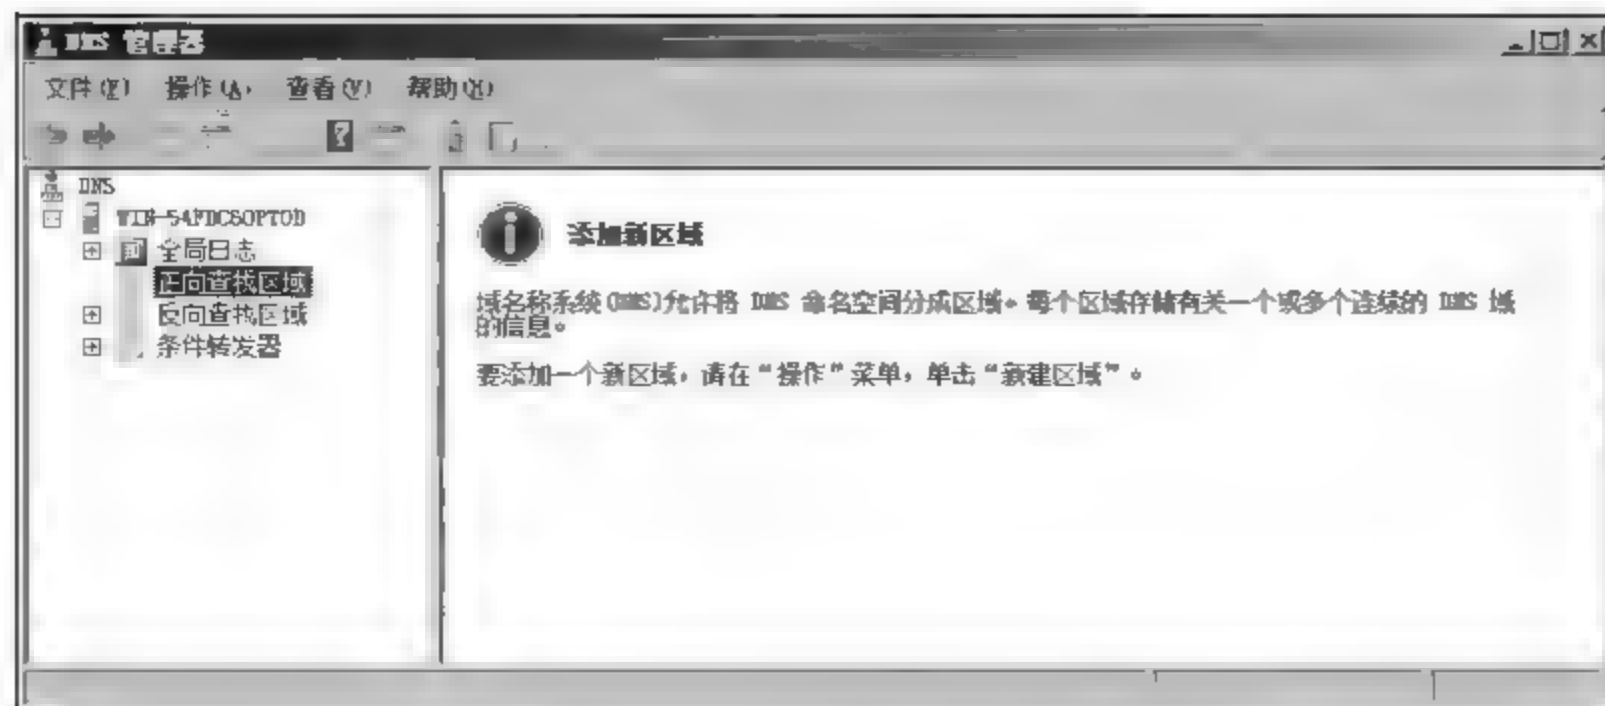 DNS 管理器
文件(F) 操作(A) 查看(V) 帮助(H)
DNS
全局日志
正向查找区域
反向查找区域
条件转发器
添加新区域
域名称系统(DNS)允许将 DNS 命名空间分成区域。每个区域存储有关一个或多个连续的 DNS 域
的信息。
要添加一个新区域，请在“操作”菜单，单击“新建区域”。